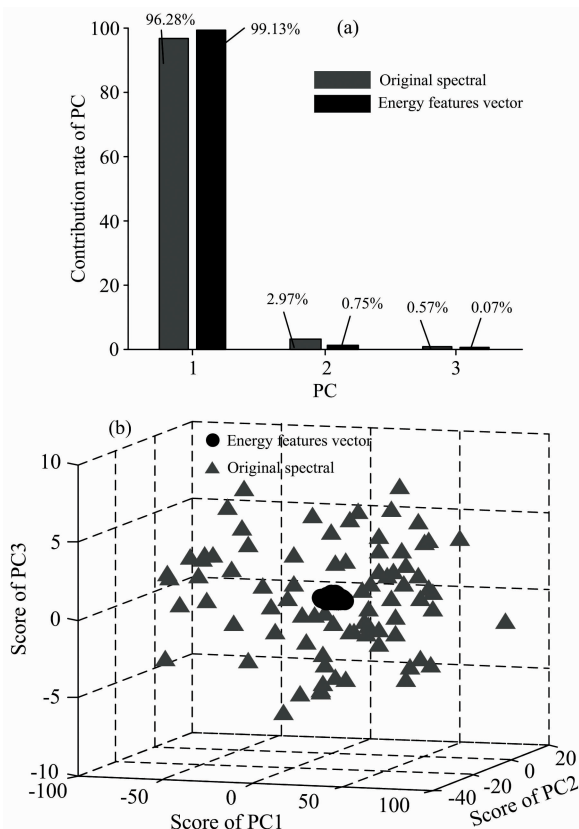 (a)
96.28%
99.13%
Original spectral
Energy features vector
Contribution rate of PC
100
80
60
40
20
0
2.97%
0.75%
0.57%
0.07%
1
2
3
PC
(b)
Energy features vector
Original spectral
Score of PC3
10
5
0
-5
-10
-100
-50
0
50
100
Score of PC1
-40
-20
0
20
Score of PC2